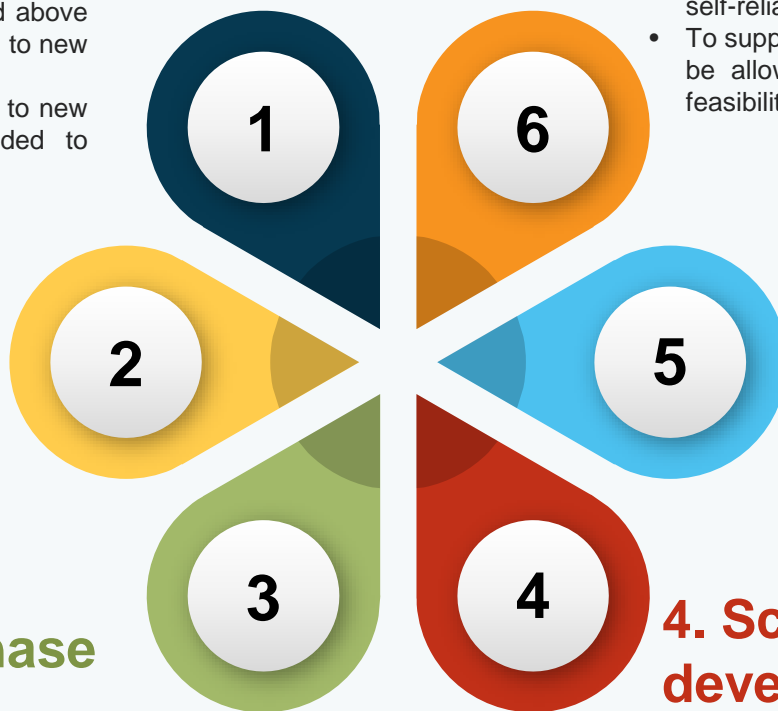 d above
to new
to new
ded to
self-relia
• To supp
be allow
feasibilit
1
6
2
5
3
4
hase
4. Sc
deve